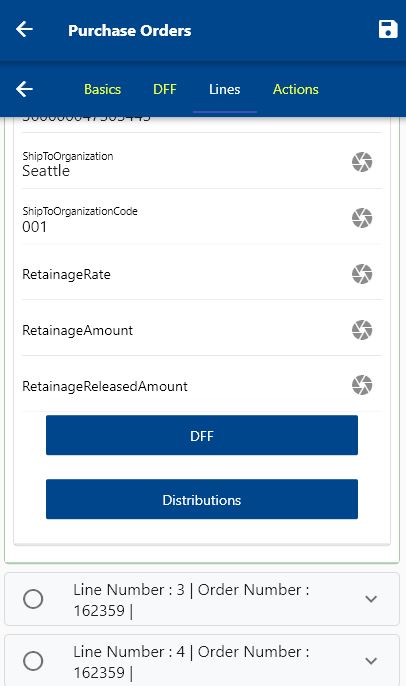 Purchase Orders
Basics DFF Lines Actions
ShipToOrganization
Seattle
ShipToOrganizationCode
001
RetainageRate
RetainageAmount
RetainageReleasedAmount
DFF
Distributions
Line Number : 3 | Order Number :
162359 |
Line Number : 4 | Order Number :
162359 |